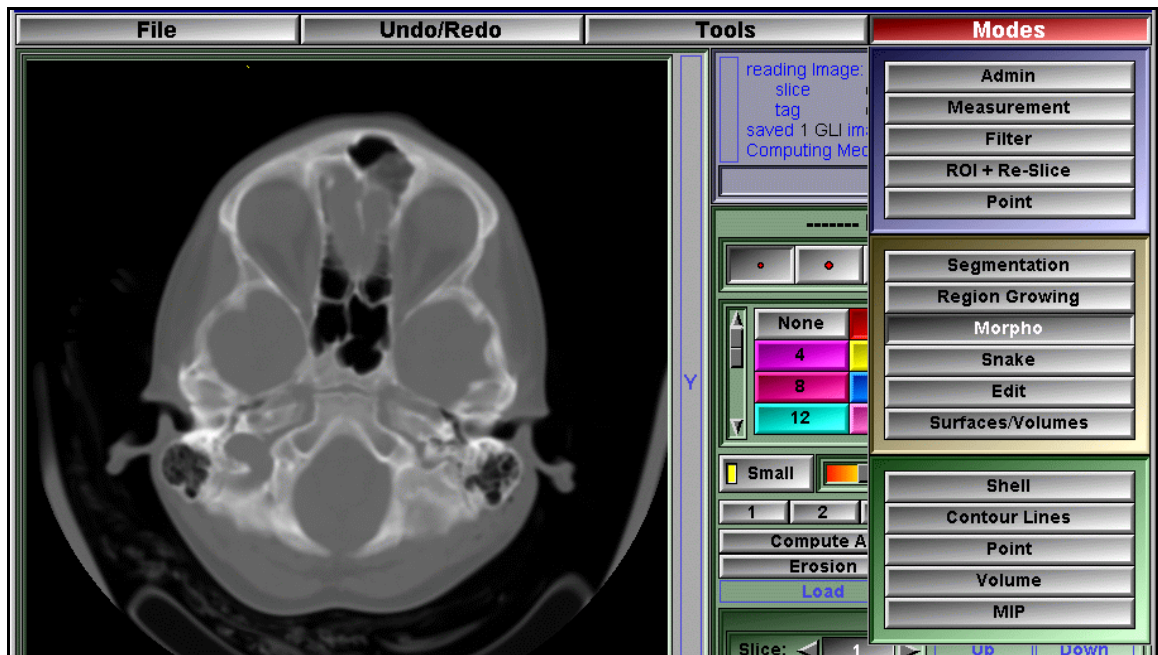 File
Undo/Redo
Tools
Modes
reading Image:
slice
tag
saved 1 GLI
Computing
-------
None
4
8
12
Small
1
2
Compute
Erosion
Load
Slice:
1
Up
Down
Y
Admin
Measurement
Filter
ROI + Re-Slice
Point
Segmentation
Region Growing
Morpho
Snake
Edit
Surfaces/Volumes
Shell
Contour Lines
Point
Volume
MIP